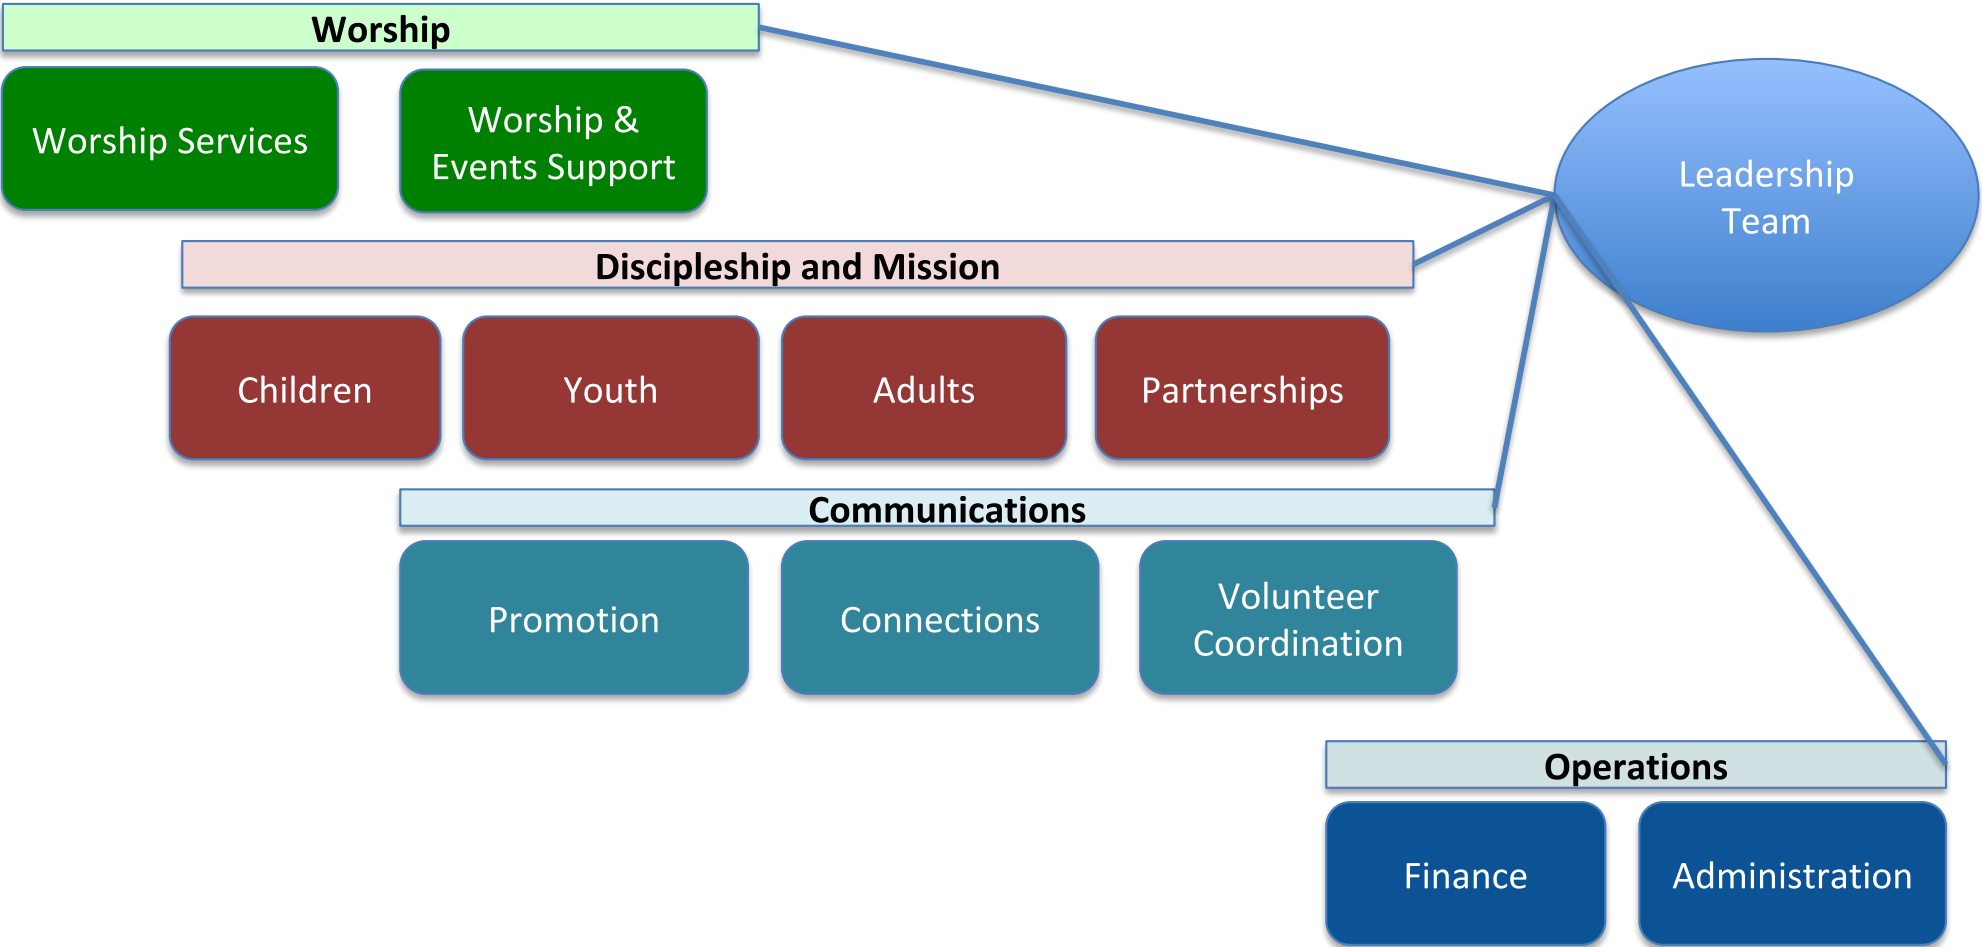 Worship
Worship Services
Worship &
Events Support
Leadership
Team
Discipleship and Mission
Children
Youth
Adults
Partnerships
Communications
Promotion
Connections
Volunteer
Coordination
Operations
Finance
Administration